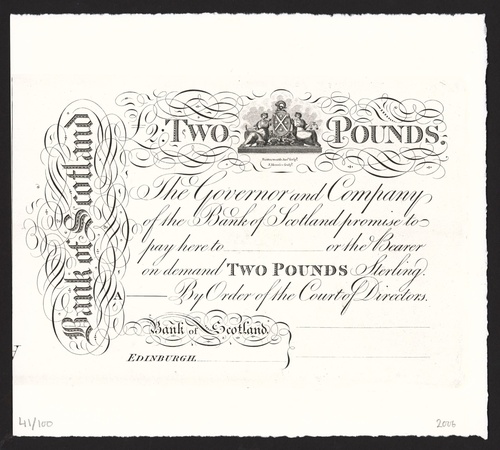 Bank of Scotland
£2: TWO POUNDS.
The Governor and Company
of the Bank of Scotland promise to
pay here to or the Bearer
on demand TWO POUNDS Sterling.
A By Order of the Court of Directors.
Bank of Scotland.
EDINBURGH
41/100
2008